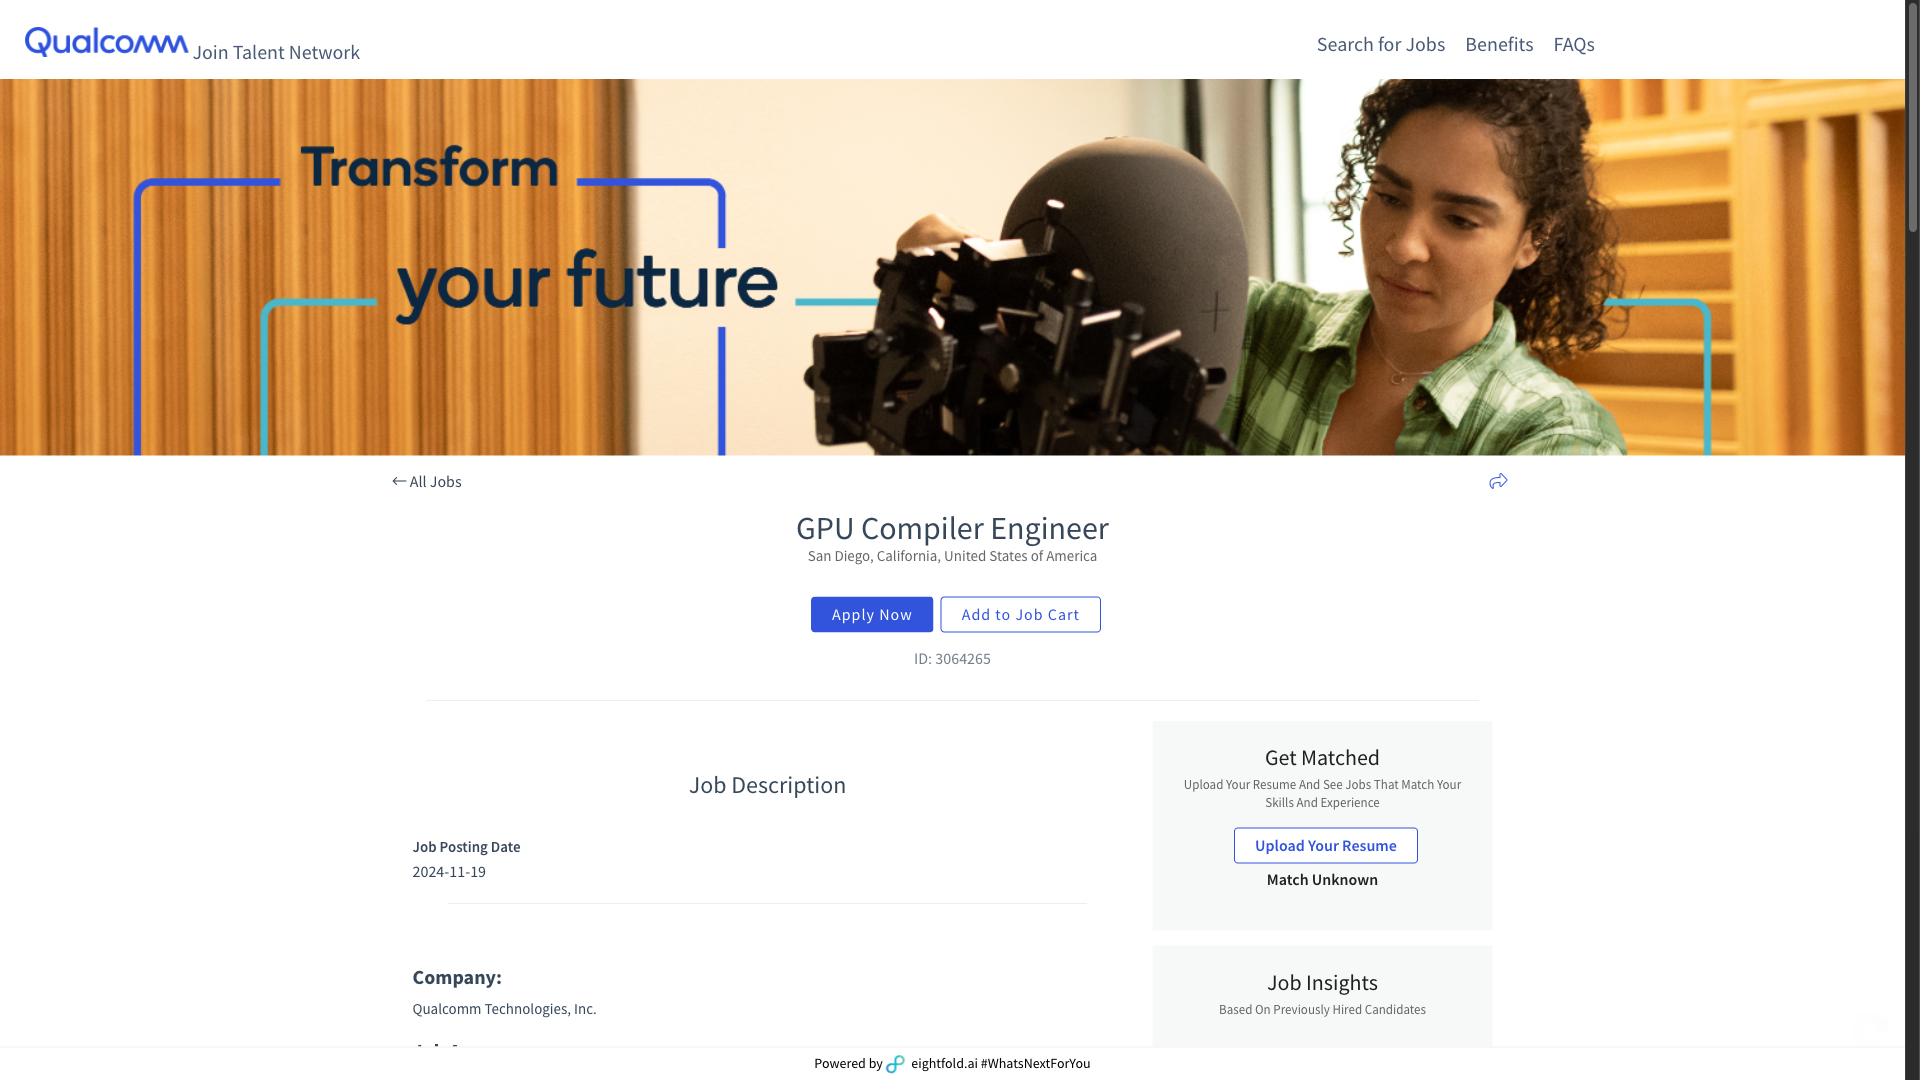 Qualcomm
Join Talent Network
Search for Jobs
Benefits
FAQs
Transform
your future
All Jobs
GPU Compiler Engineer
San Diego, California, United States of America
Apply Now
Add to Job Cart
ID: 3064265
Job Description
Job Posting Date
2024-11-19
Company:
Qualcomm Technologies, Inc.
Get Matched
Upload Your Resume And See Jobs That Match Your
Skills And Experience
Upload Your Resume
Match Unknown
Job Insights
Based On Previously Hired Candidates
Powered by eightfold.ai #WhatsNextForYou